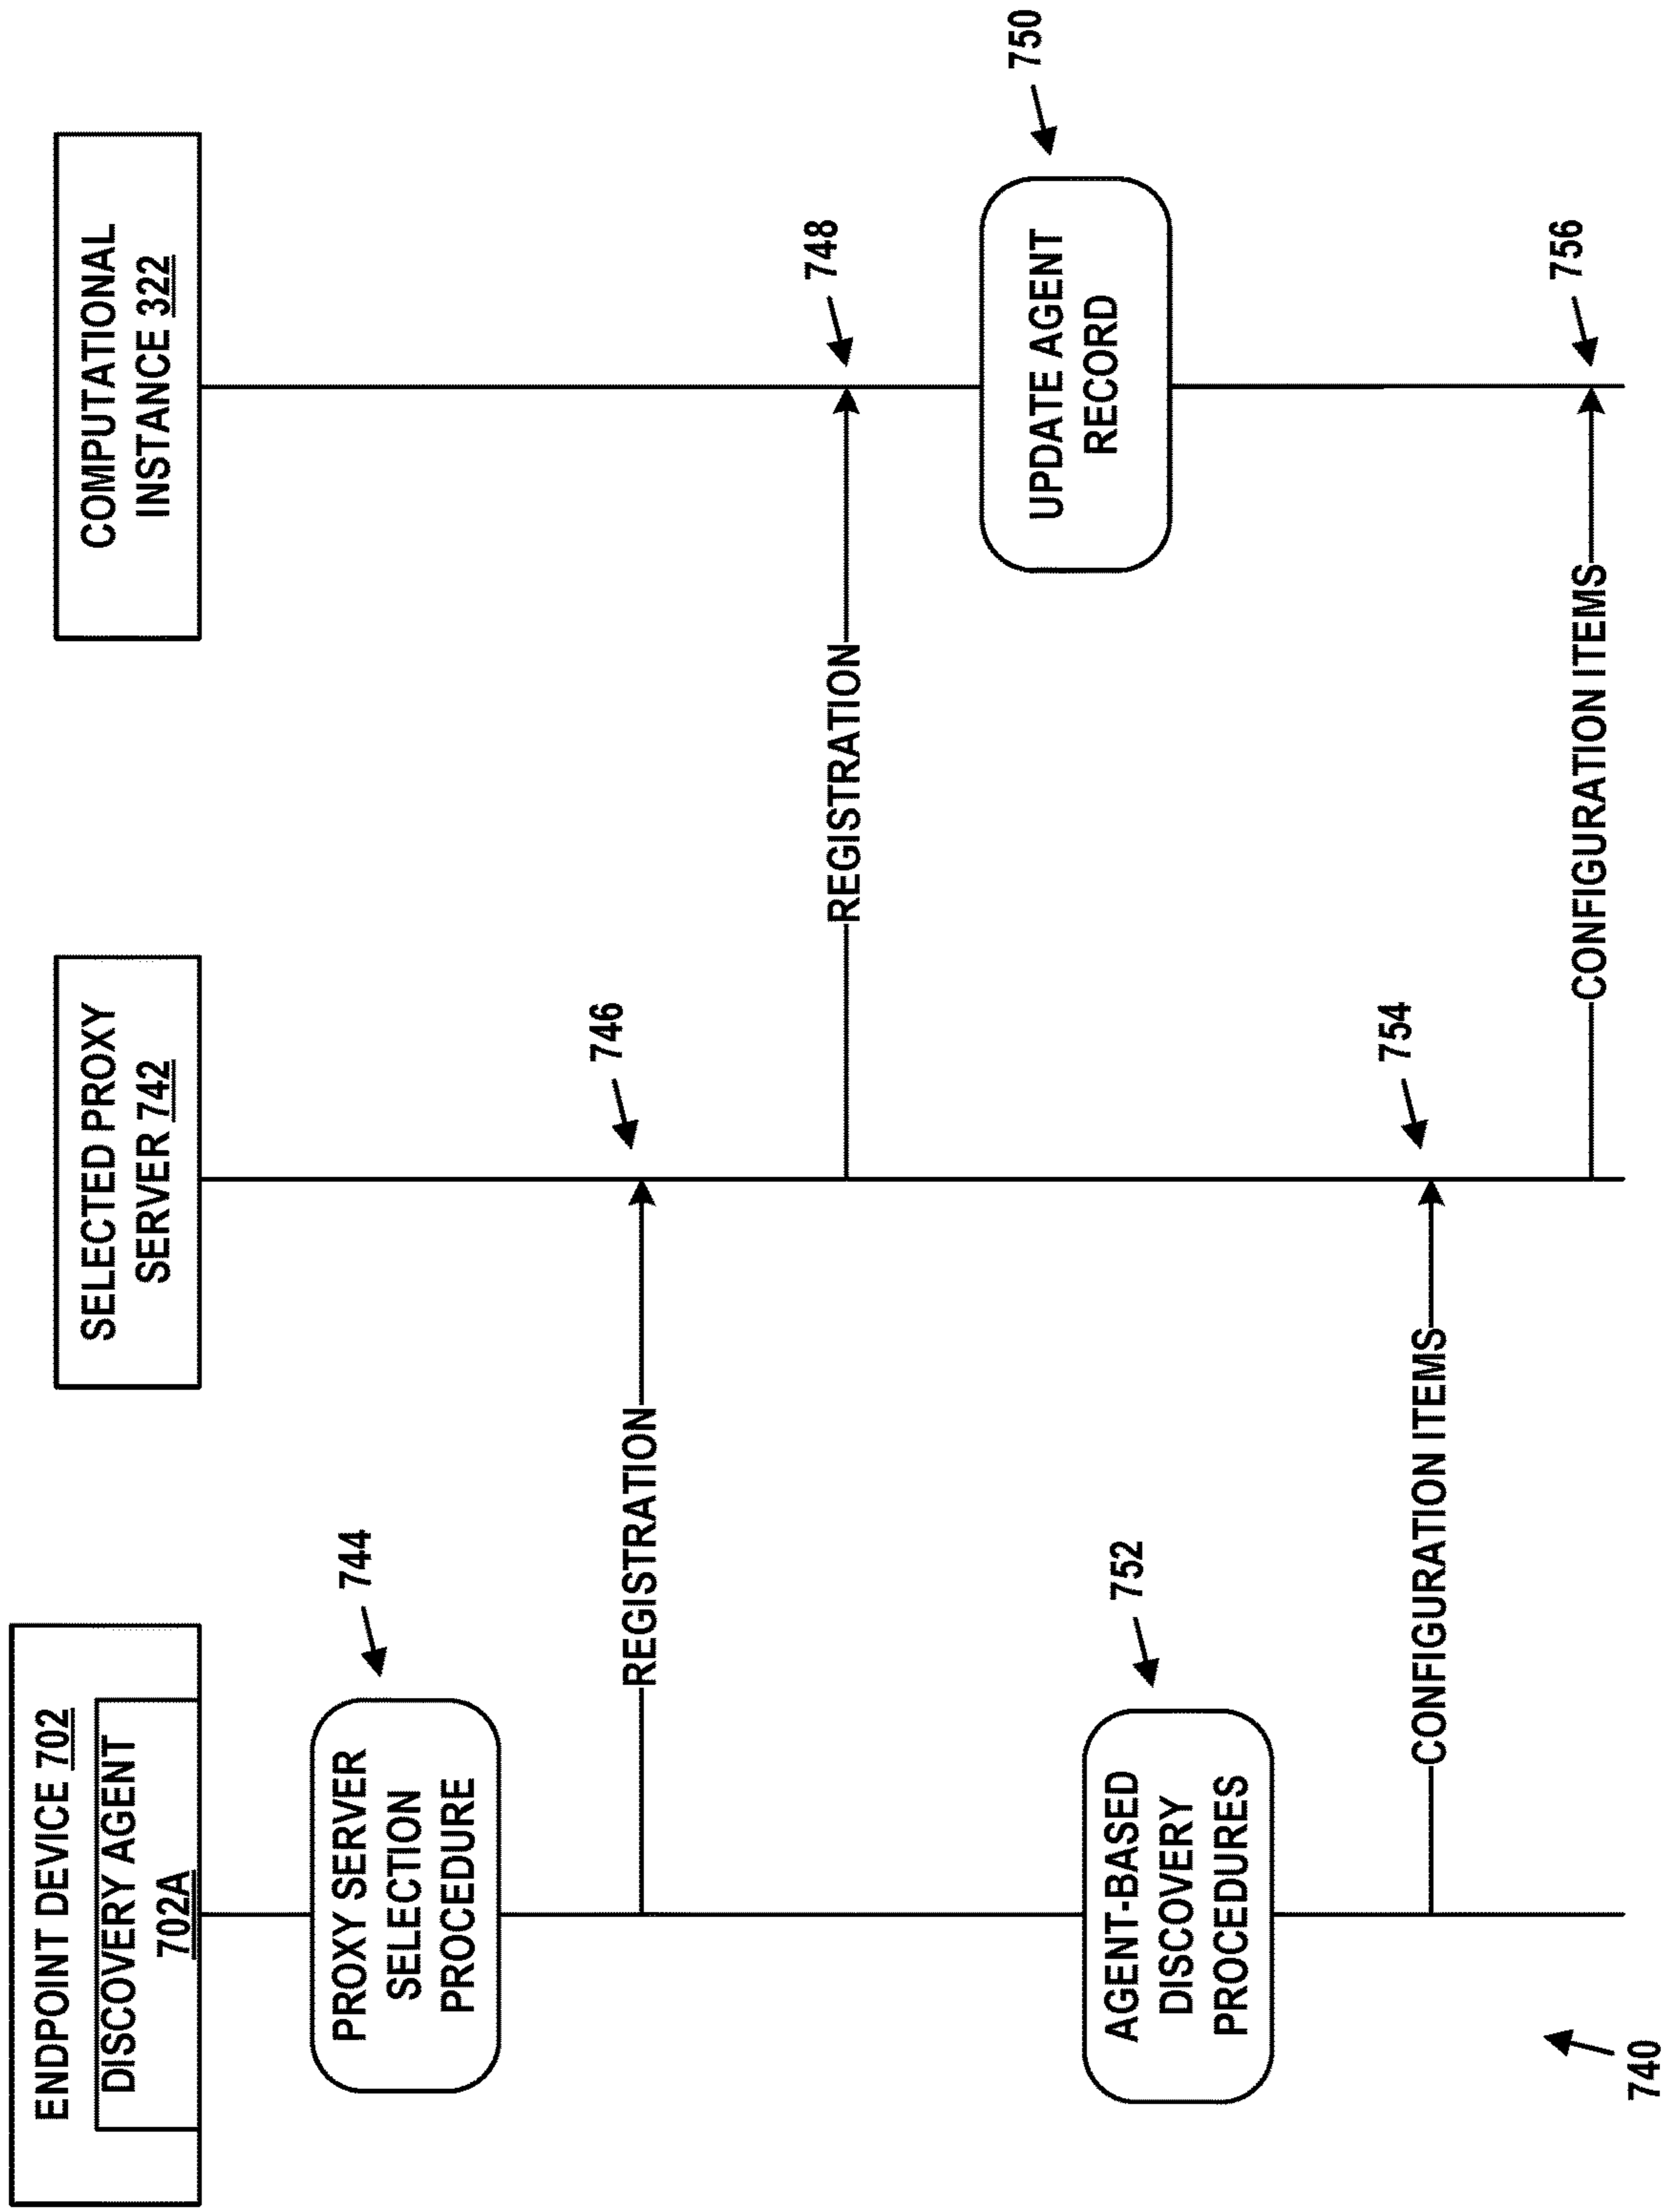 ENDPOINT DEVICE 702
DISCOVERY AGENT
702A
SELECTED PROXY
SERVER 742
COMPUTATIONAL
INSTANCE 322
744
PROXY SERVER
SELECTION
PROCEDURE
746
REGISTRATION
748
REGISTRATION
750
UPDATE AGENT
RECORD
752
AGENT-BASED
DISCOVERY
PROCEDURES
754
CONFIGURATION ITEMS
756
CONFIGURATION ITEMS
740